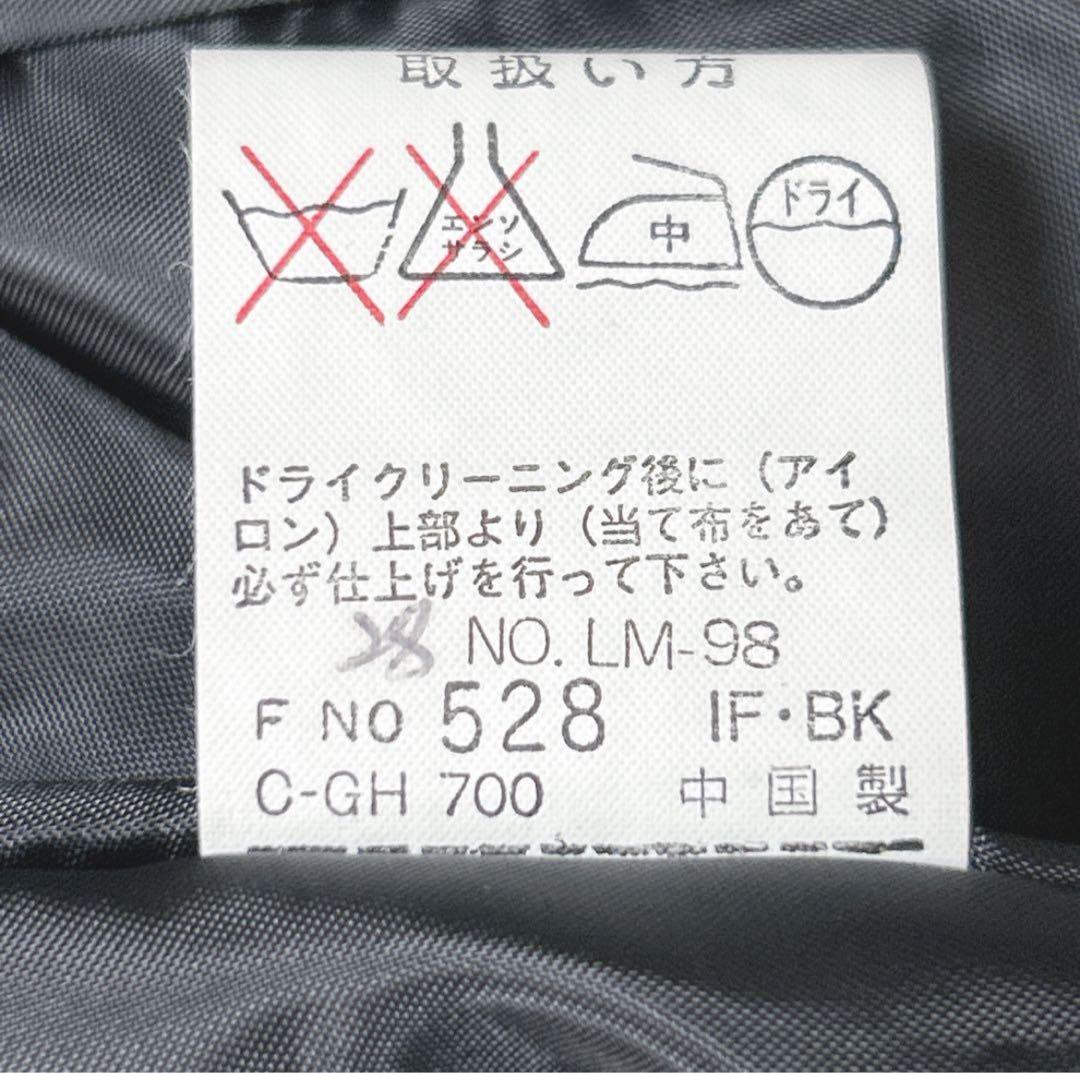 取扱い方
エンソ
サラシ
中
ドライ
ドライクリーニング後に（アイ
ロン）上部より（当て布をあて）
必ず仕上げを行って下さい。
28 NO. LM-98
F NO 528 IF・BK
C-GH 700 中国製